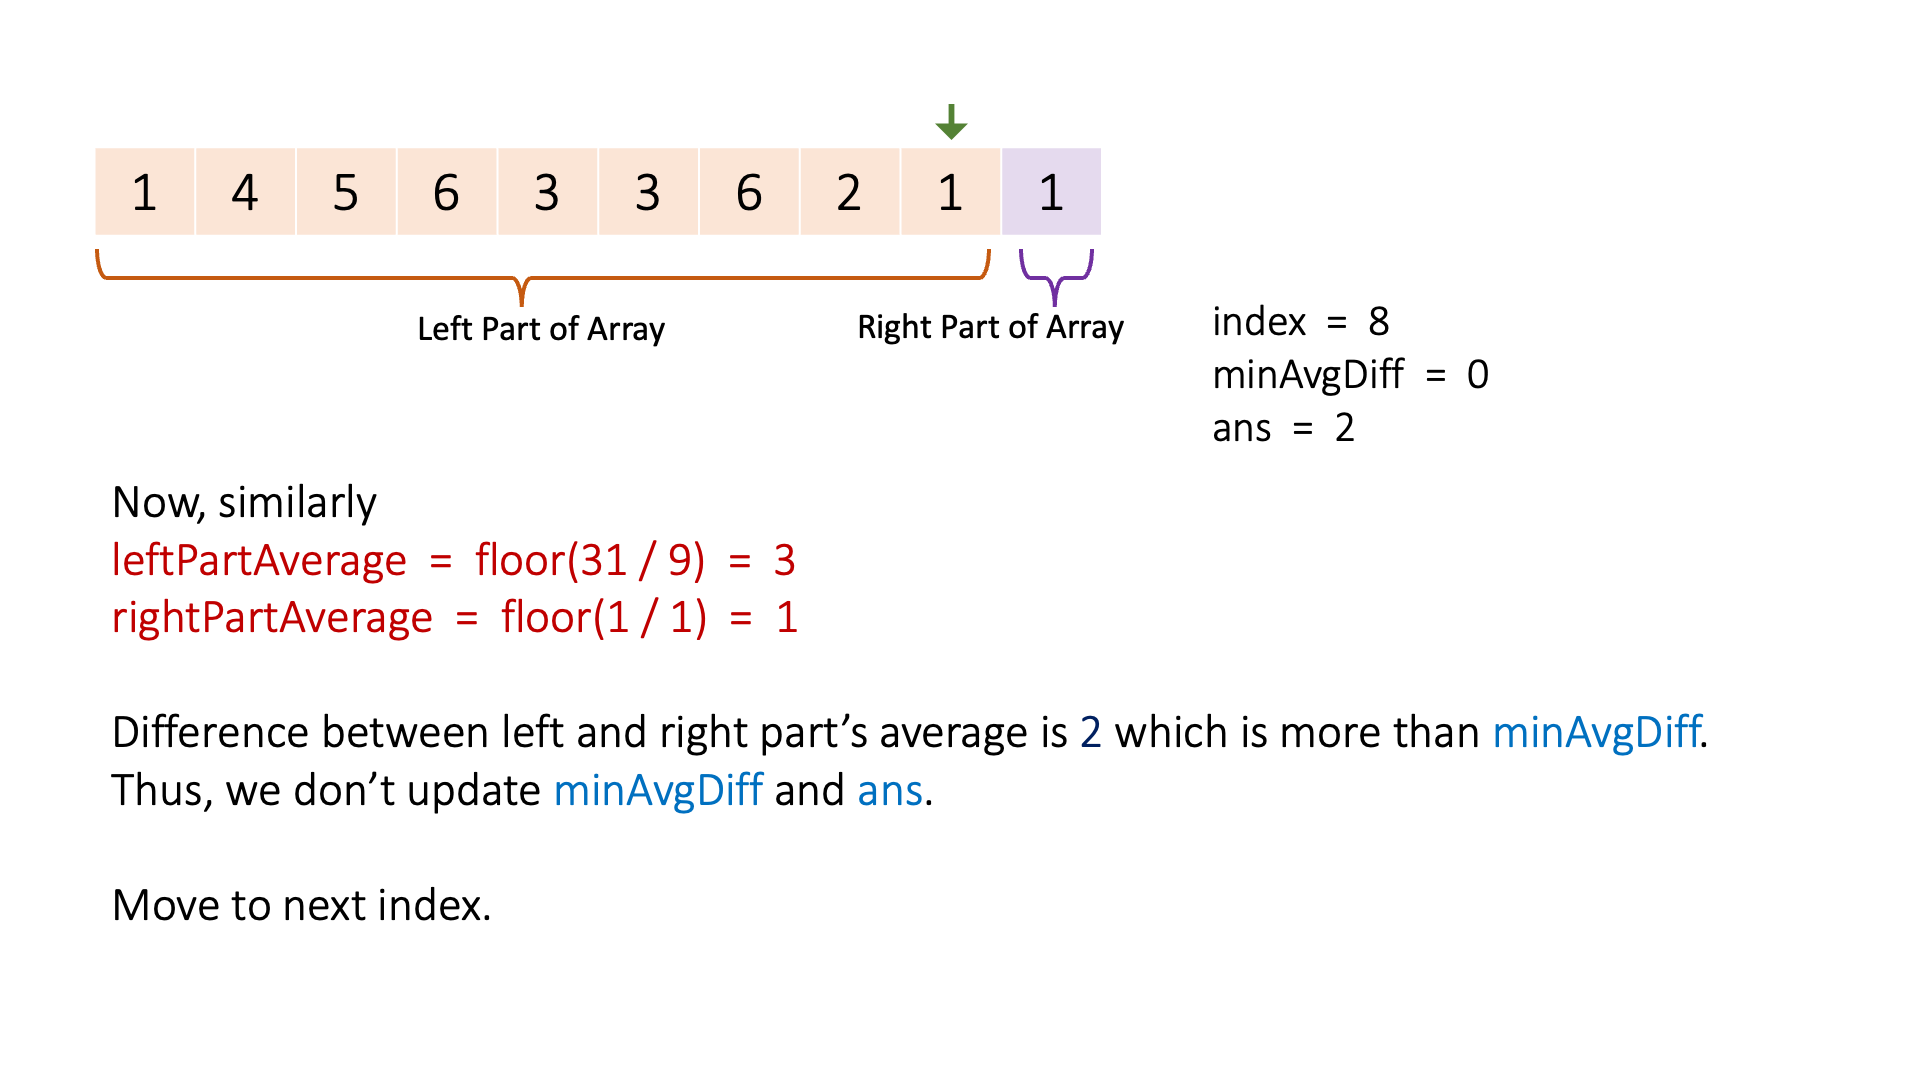 1 4 5 6 3 3 6 2 1 1
Left Part of Array
Right Part of Array
index = 8
minAvgDiff = 0
ans = 2
Now, similarly
leftPartAverage = floor(31 / 9) = 3
rightPartAverage = floor(1 / 1) = 1
Difference between left and right part’s average is 2 which is more than minAvgDiff.
Thus, we don’t update minAvgDiff and ans.
Move to next index.